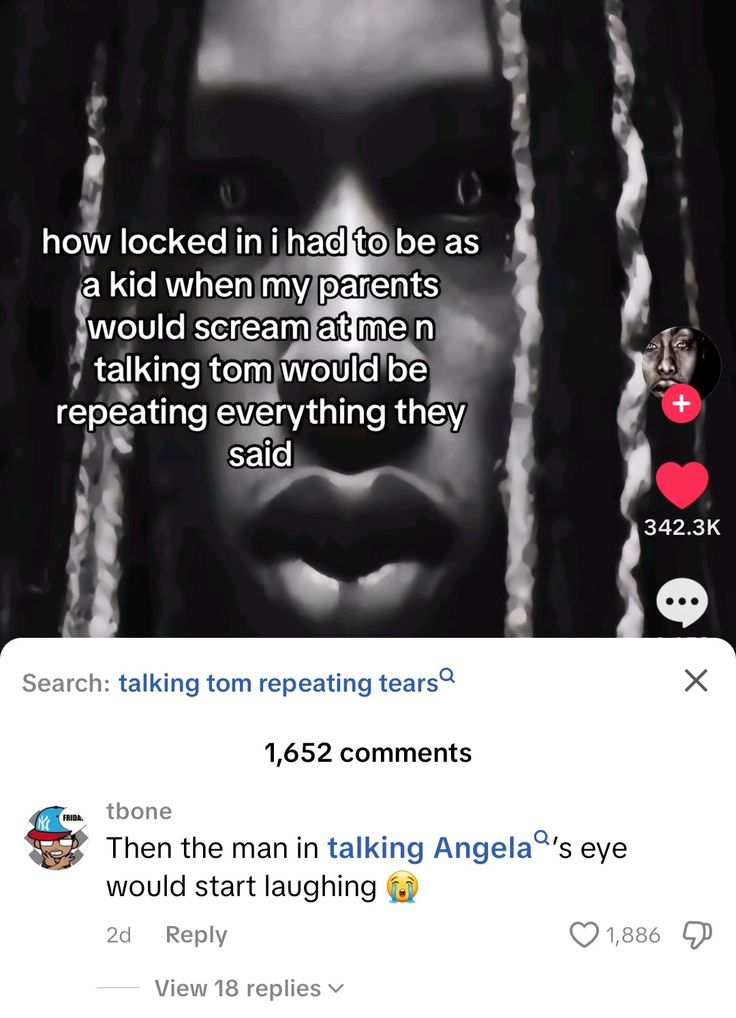 how locked in i had to be as
a kid when my parents
would scream at me n
talking tom would be
repeating everything they
said
342.3K
Search: talking tom repeating tears
1,652 comments
FRIDA.
tbone
Then the man in talking Angela's eye
would start laughing 😭
2d Reply 1,886
View 18 replies